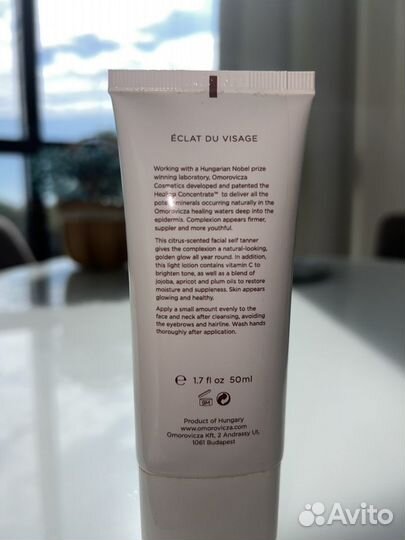 ÉCLAT DU VISAGE
Working with a Hungarian Nobel prize
winning laboratory, Omorovicza
Cosmetics developed and patented the
Healing Concentrate™ to deliver all the
potent minerals occurring naturally in the
Omorovicza healing waters deep into the
epidermis. Complexion appears firmer,
suppler and more youthful.
This citrus-scented facial self tanner
gives the complexion a natural-looking,
golden glow all year round. In addition,
this light lotion contains vitamin C to
brighten tone, as well as a blend of
jojoba, apricot and plum oils to restore
moisture and suppleness. Skin appears
glowing and healthy.
Apply a small amount evenly to the
face and neck after cleansing, avoiding
the eyebrows and hairline. Wash hands
thoroughly after application.
℮ 1.7 fl oz 50ml
Product of Hungary
www.omorovicza.com
Omorovicza Kft, 2 Andrassy Ut,
1061 Budapest
Avito